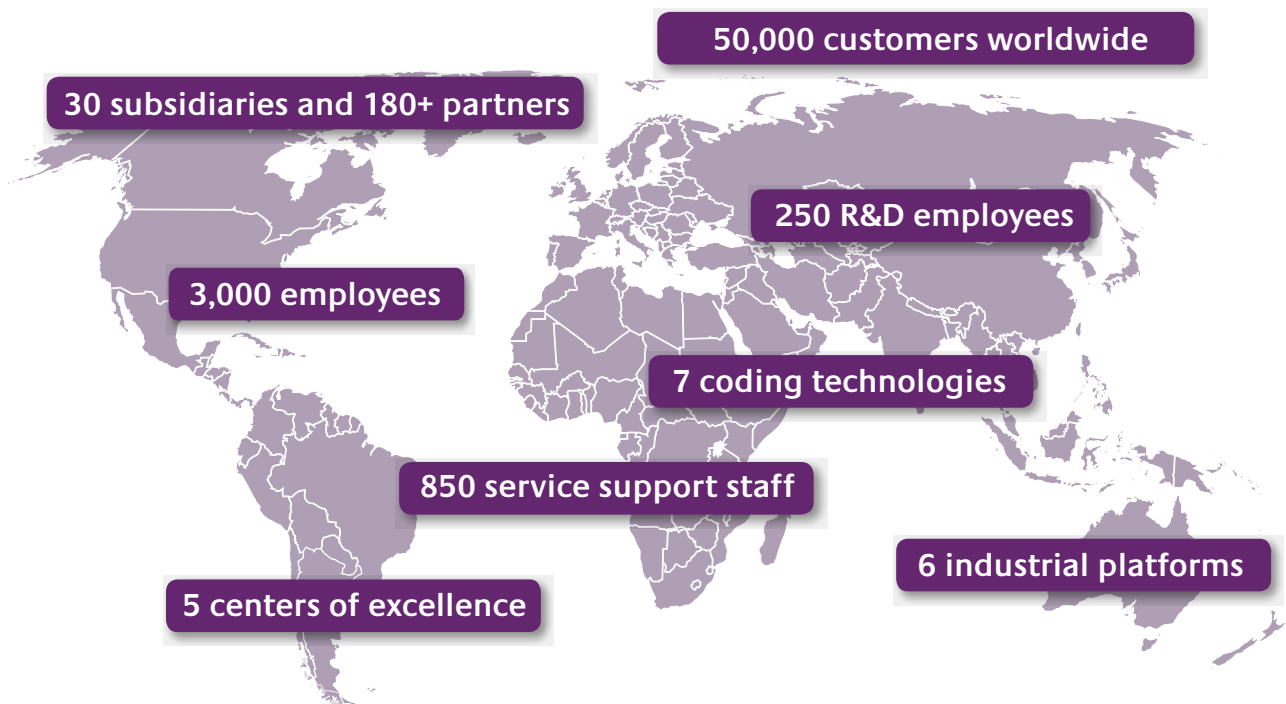 50,000 customers worldwide
30 subsidiaries and 180+ partners
250 R&D employees
3,000 employees
7 coding technologies
850 service support staff
6 industrial platforms
5 centers of excellence